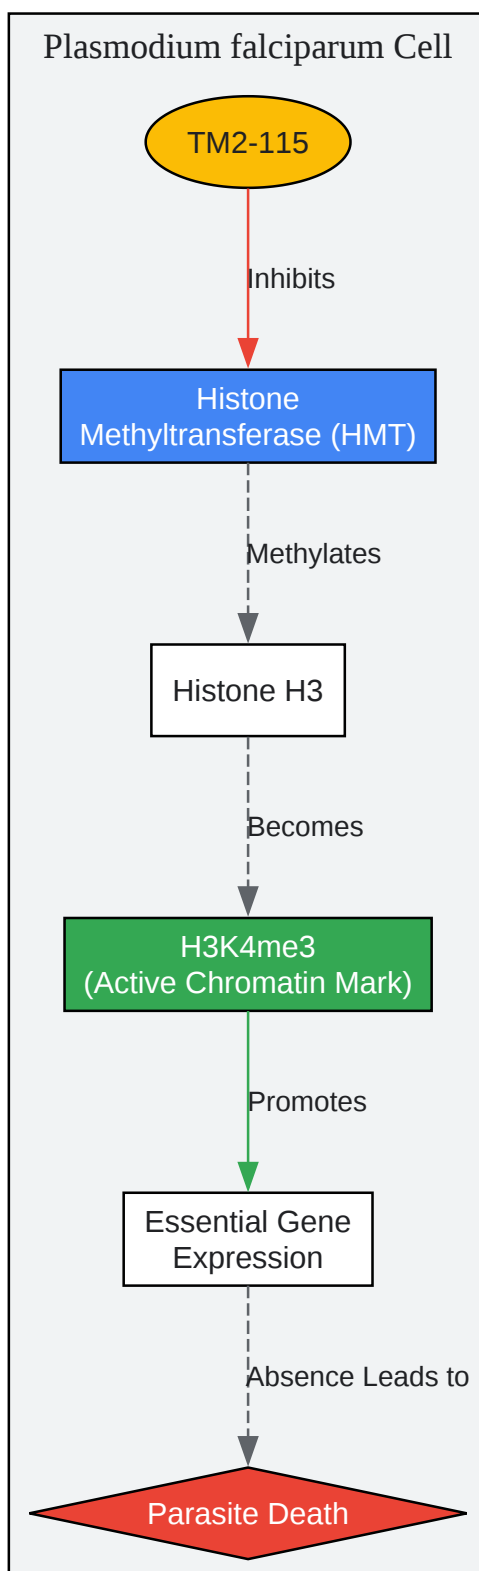 Plasmodium falciparum Cell
TM2-115
Inhibits
Histone
Methyltransferase (HMT)
Methylates
Histone H3
Becomes
H3K4me3
(Active Chromatin Mark)
Promotes
Essential Gene
Expression
Absence Leads to
Parasite Death